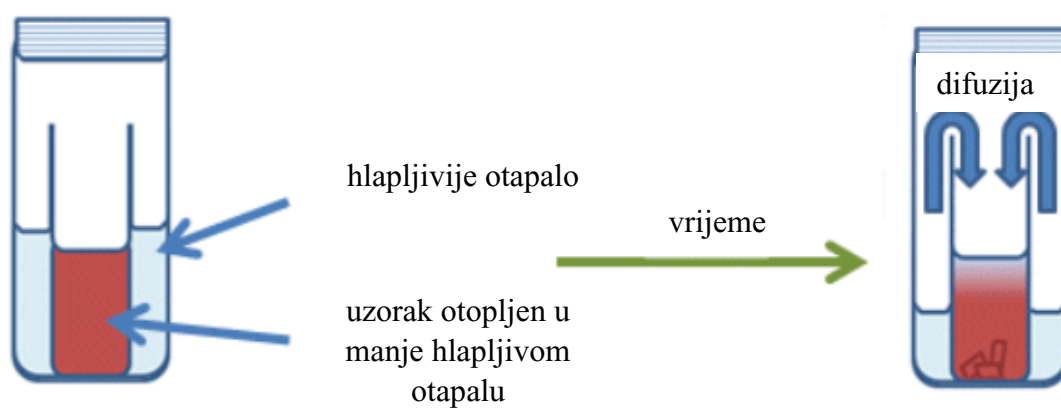 hlapljivije otapalo
uzorak otopljen u
manje hlapljivom
otapalu
vrijeme
difuzija